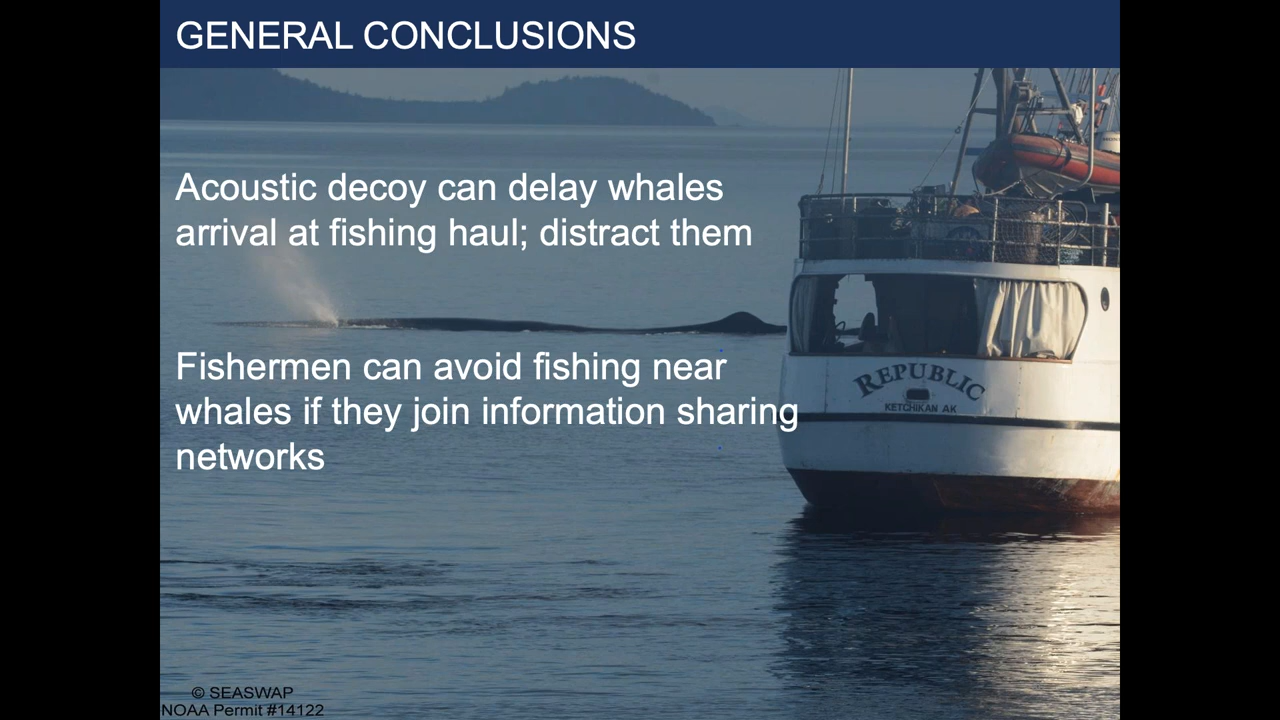 GENERAL CONCLUSIONS
Acoustic decoy can delay whales
arrival at fishing haul; distract them
Fishermen can avoid fishing near
whales if they join information sharing
networks
REPUBLIC
KETCHIKAN AK
© SEASWAP
NOAA Permit #14122